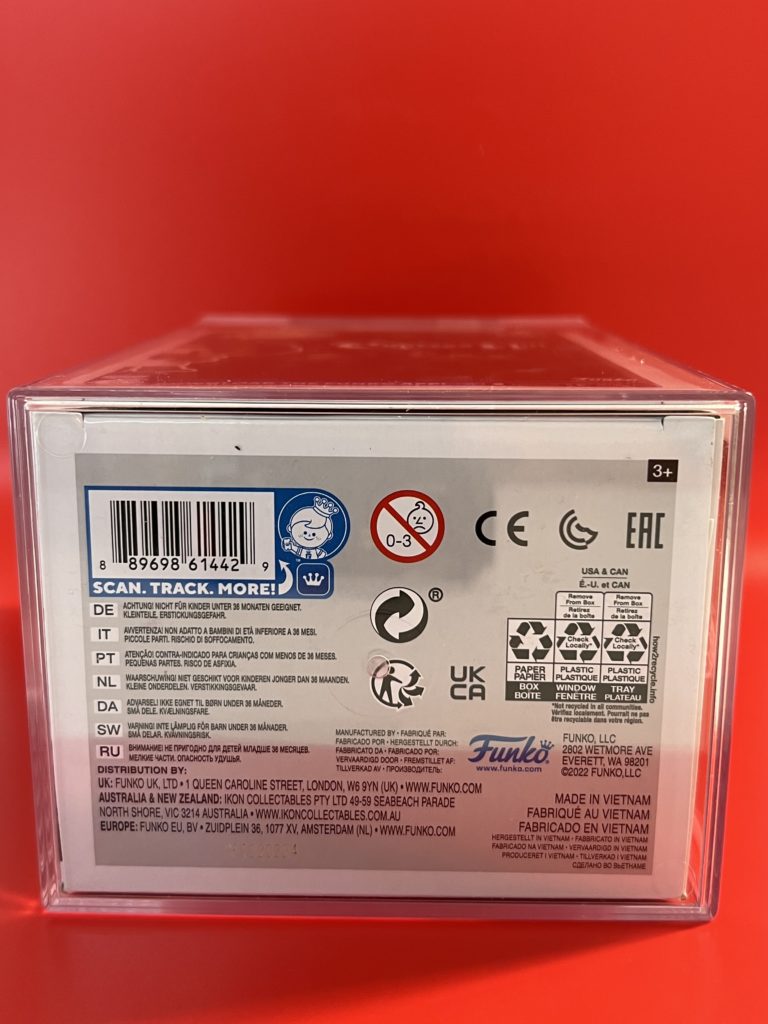 3+
8 89698 61442 9
SCAN. TRACK. MORE!
0-3
CE
EAC
USA & CAN
É.-U. et CAN
Remove From Box
Retirez de la boîte
Remove From Box
Retirez de la boîte
Check Locally*
Check Locally*
PAPER
PAPIER
PLASTIC
PLASTIQUE
PLASTIC
PLASTIQUE
BOX
BOÎTE
WINDOW
FENÊTRE
TRAY
PLATEAU
*Not recycled in all communities.
Vérifiez localement. Pourrait ne pas
être recyclable dans votre région.
how2recycle.info
®
UK
CA
DE ACHTUNG! NICHT FÜR KINDER UNTER 36 MONATEN GEEIGNET.
KLEINTEILE. ERSTICKUNGSGEFAHR.
IT AVVERTENZA! NON ADATTO A BAMBINI DI ETÀ INFERIORE A 36 MESI.
PICCOLE PARTI. RISCHIO DI SOFFOCAMENTO.
PT ATENÇÃO! CONTRA-INDICADO PARA CRIANÇAS COM MENOS DE 36 MESES.
PEQUENAS PARTES. RISCO DE ASFIXIA.
NL WAARSCHUWING! NIET GESCHIKT VOOR KINDEREN JONGER DAN 36 MAANDEN.
KLEINE ONDERDELEN. VERSTIKKINGSGEVAAR.
DA ADVARSEL! IKKE EGNET TIL BØRN UNDER 36 MÅNEDER.
SMÅ DELE. KVÆLNINGSFARE.
SW VARNING! INTE LÄMPLIG FÖR BARN UNDER 36 MÅNADER.
SMÅ DELAR. KVÄVNINGSRISK.
RU ВНИМАНИЕ НЕ ПРИГОДНО ДЛЯ ДЕТЕЙ МЛАДШЕ 36 МЕСЯЦЕВ.
МЕЛКИЕ ЧАСТИ. ОПАСНОСТЬ УДУШЬЯ.
MANUFACTURED BY • FABRIQUÉ PAR:
FABRICADO POR • HERGESTELLT DURCH:
FABBRICATO DA • FABRICADO POR:
VERVAARDIGD DOOR • FREMSTILLET AF:
TILLVERKAD AV • ПРОИЗВОДИТЕЛЬ:
Funko®
www.funko.com
FUNKO, LLC
2802 WETMORE AVE
EVERETT, WA 98201
©2022 FUNKO,LLC
DISTRIBUTION BY:
UK: FUNKO UK, LTD • 1 QUEEN CAROLINE STREET, LONDON, W6 9YN (UK) • WWW.FUNKO.COM
AUSTRALIA & NEW ZEALAND: IKON COLLECTABLES PTY LTD 49-59 SEABEACH PARADE
NORTH SHORE, VIC 3214 AUSTRALIA • WWW.IKONCOLLECTABLES.COM.AU
EUROPE: FUNKO EU, BV • ZUIDPLEIN 36, 1077 XV, AMSTERDAM (NL) • WWW.FUNKO.COM
MADE IN VIETNAM
FABRIQUÉ AU VIETNAM
FABRICADO EN VIETNAM
HERGESTELLT IN VIETNAM • FABBRICATO IN VIETNAM
FABRICADO NA VIETNAM • VERVAARDIGD IN VIETNAM
PRODUCERET I VIETNAM • TILLVERKAD I VIETNAM
СДЕЛАНО ВО ВЬЕТНАМЕ